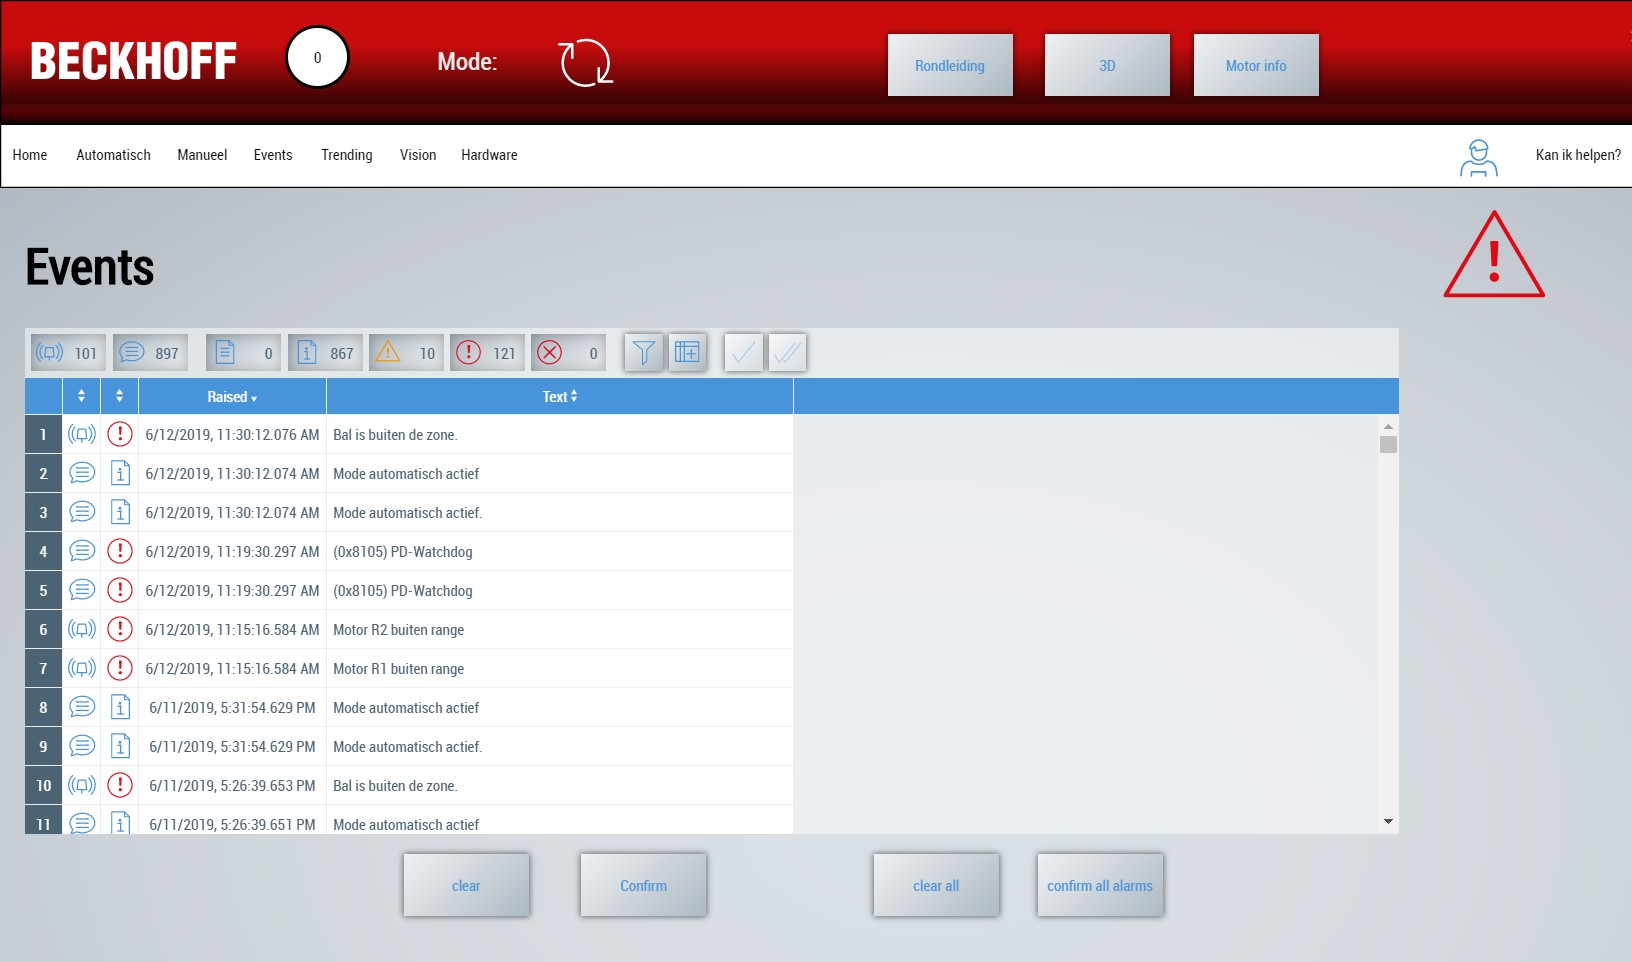 BECKHOFF
0
Mode:
Rondleiding
3D
Motor info
Home Automatisch Manueel Events Trending Vision Hardware
Kan ik helpen?
Events
101 897 0 867 10 121 0
Raised Text
1 6/12/2019, 11:30:12.076 AM Bal is buiten de zone.
2 6/12/2019, 11:30:12.074 AM Mode automatisch actief
3 6/12/2019, 11:30:12.074 AM Mode automatisch actief.
4 6/12/2019, 11:19:30.297 AM (0x8105) PD-Watchdog
5 6/12/2019, 11:19:30.297 AM (0x8105) PD-Watchdog
6 6/12/2019, 11:15:16.584 AM Motor R2 buiten range
7 6/12/2019, 11:15:16.584 AM Motor R1 buiten range
8 6/11/2019, 5:31:54.629 PM Mode automatisch actief
9 6/11/2019, 5:31:54.629 PM Mode automatisch actief.
10 6/11/2019, 5:26:39.653 PM Bal is buiten de zone.
11 6/11/2019, 5:26:39.651 PM Mode automatisch actief
clear Confirm clear all confirm all alarms